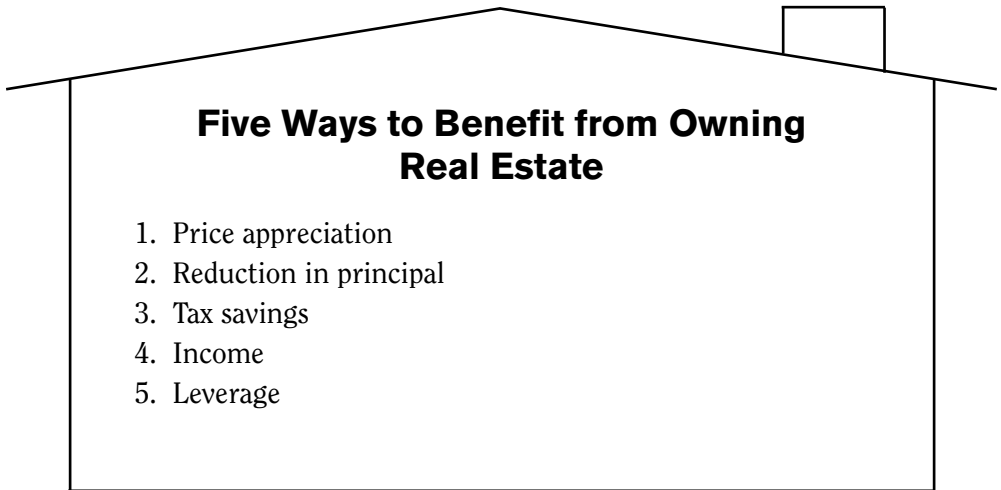 Five Ways to Benefit from Owning
Real Estate
1. Price appreciation
2. Reduction in principal
3. Tax savings
4. Income
5. Leverage